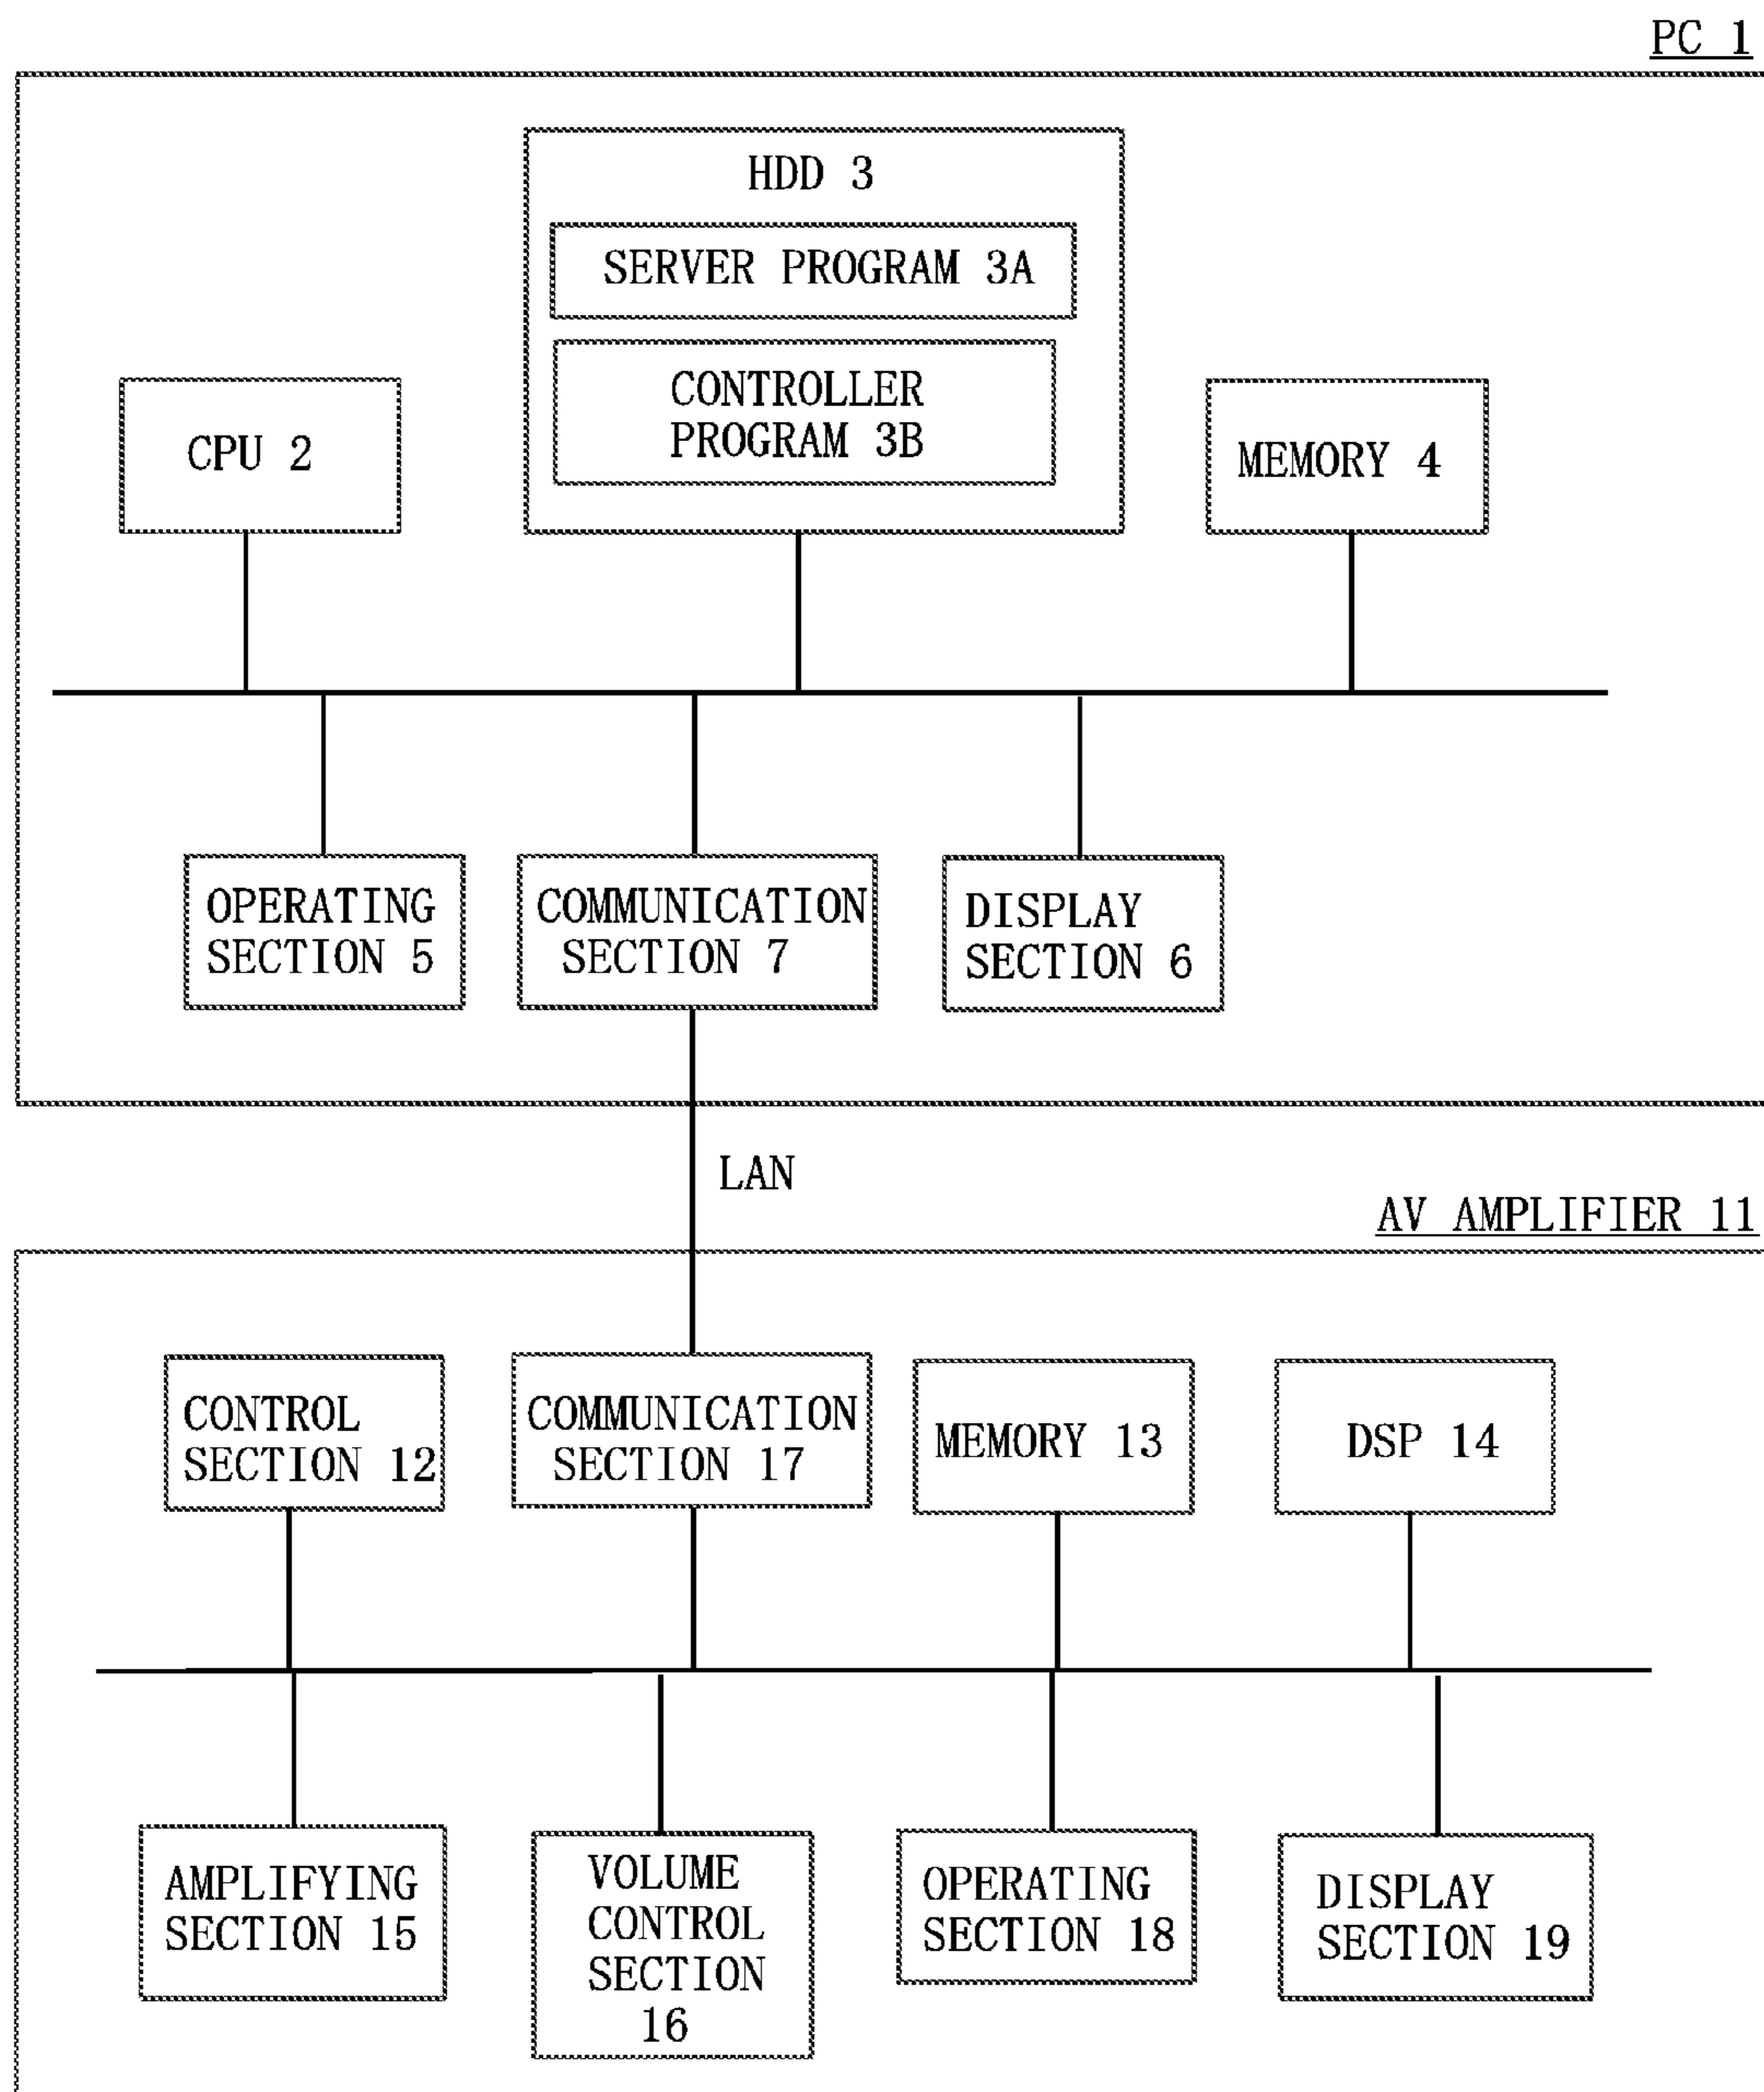 PC 1
HDD 3
SERVER PROGRAM 3A
CONTROLLER
PROGRAM 3B
CPU 2
MEMORY 4
OPERATING
SECTION 5
COMMUNICATION
SECTION 7
DISPLAY
SECTION 6
LAN
AV AMPLIFIER 11
CONTROL
SECTION 12
COMMUNICATION
SECTION 17
MEMORY 13
DSP 14
AMPLIFYING
SECTION 15
VOLUME
CONTROL
SECTION
16
OPERATING
SECTION 18
DISPLAY
SECTION 19